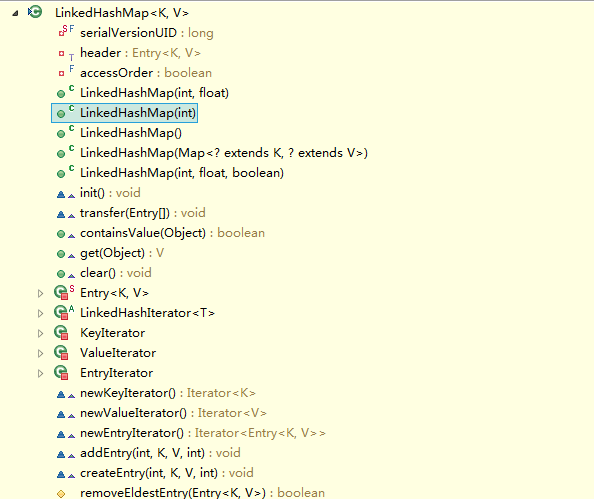 LinkedHashMap<K, V>
serialVersionUID : long
header : Entry<K, V>
accessOrder : boolean
LinkedHashMap(int, float)
LinkedHashMap(int)
LinkedHashMap()
LinkedHashMap(Map<? extends K, ? extends V>)
LinkedHashMap(int, float, boolean)
init() : void
transfer(Entry[]) : void
containsValue(Object) : boolean
get(Object) : V
clear() : void
Entry<K, V>
LinkedHashIterator<T>
KeyIterator
ValueIterator
EntryIterator
newKeyIterator() : Iterator<K>
newValueIterator() : Iterator<V>
newEntryIterator() : Iterator<Entry<K, V>>
addEntry(int, K, V, int) : void
createEntry(int, K, V, int) : void
removeEldestEntry(Entry<K, V>) : boolean